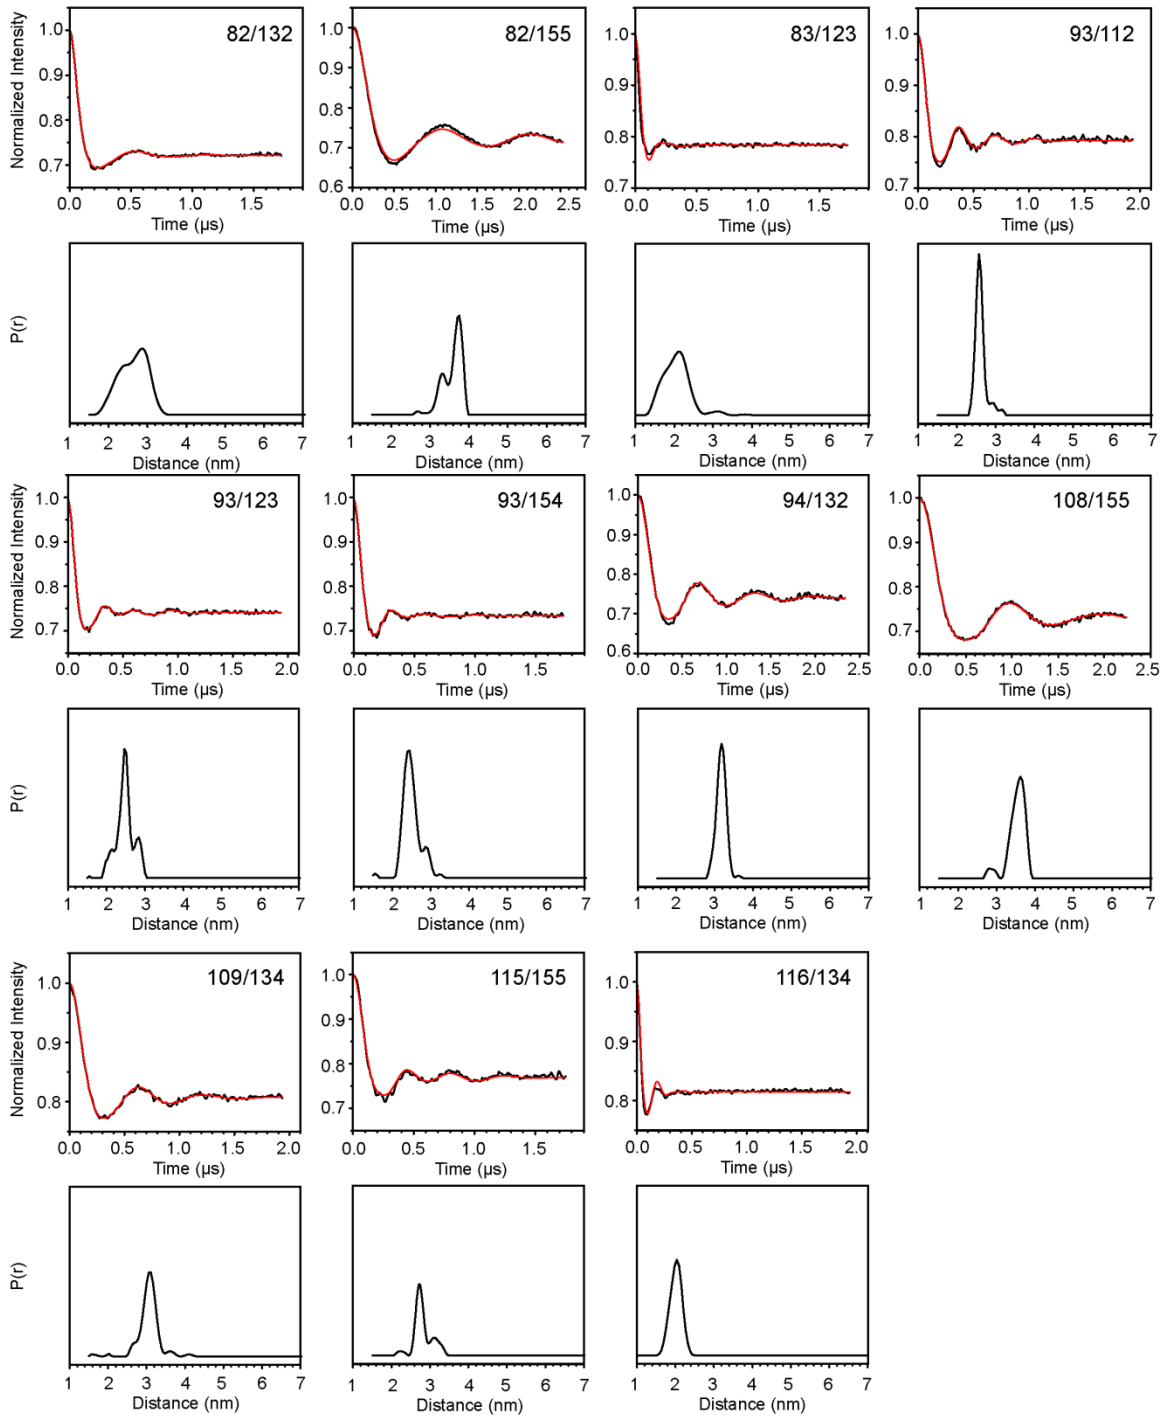 82/132
82/155
83/123
93/112
Normalized Intensity
1.0
0.9
0.8
0.7
1.0
0.9
0.8
0.7
0.6
1.0
0.9
0.8
0.7
1.0
0.9
0.8
0.7
0.0 0.5 1.0 1.5
0.0 0.5 1.0 1.5 2.0 2.5
0.0 0.5 1.0 1.5
0.0 0.5 1.0 1.5 2.0
Time (µs)
Time (µs)
Time (µs)
Time (µs)
P(r)
1 2 3 4 5 6 7
1 2 3 4 5 6 7
1 2 3 4 5 6 7
1 2 3 4 5 6 7
Distance (nm)
Distance (nm)
Distance (nm)
Distance (nm)
93/123
93/154
94/132
108/155
Normalized Intensity
1.0
0.9
0.8
0.7
1.0
0.9
0.8
0.7
1.0
0.9
0.8
0.7
0.6
1.0
0.9
0.8
0.7
0.0 0.5 1.0 1.5 2.0
0.0 0.5 1.0 1.5
0.0 0.5 1.0 1.5 2.0 2.5
0.0 0.5 1.0 1.5 2.0 2.5
Time (µs)
Time (µs)
Time (µs)
Time (µs)
P(r)
1 2 3 4 5 6 7
1 2 3 4 5 6 7
1 2 3 4 5 6 7
1 2 3 4 5 6 7
Distance (nm)
Distance (nm)
Distance (nm)
Distance (nm)
109/134
115/155
116/134
Normalized Intensity
1.0
0.9
0.8
1.0
0.9
0.8
0.7
1.0
0.9
0.8
0.0 0.5 1.0 1.5 2.0
0.0 0.5 1.0 1.5
0.0 0.5 1.0 1.5 2.0
Time (µs)
Time (µs)
Time (µs)
P(r)
1 2 3 4 5 6 7
1 2 3 4 5 6 7
1 2 3 4 5 6 7
Distance (nm)
Distance (nm)
Distance (nm)